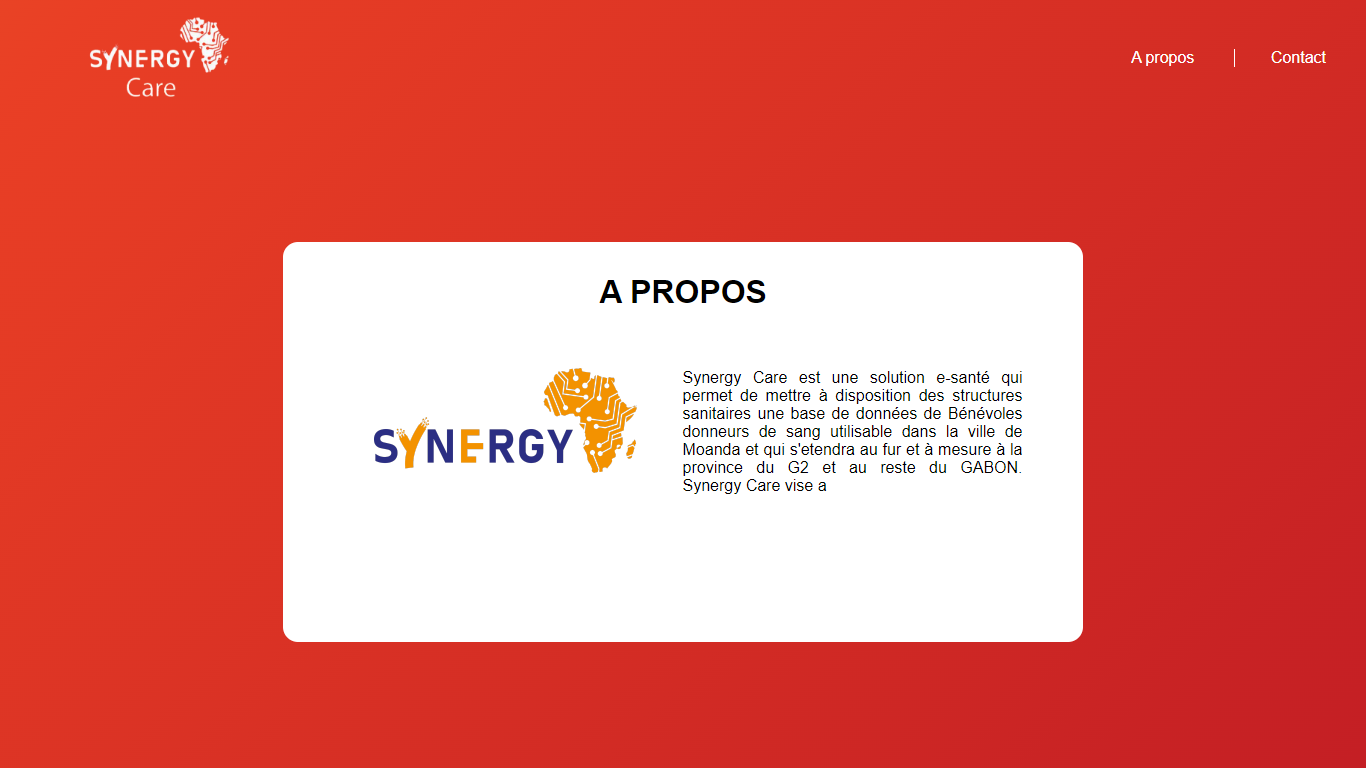 SYNERGY
Care
A propos
Contact
A PROPOS
SYNERGY
Synergy Care est une solution e-santé qui
permet de mettre à disposition des structures
sanitaires une base de données de Bénévoles
donneurs de sang utilisable dans la ville de
Moanda et qui s'etendra au fur et à mesure à la
province du G2 et au reste du GABON.
Synergy Care vise a